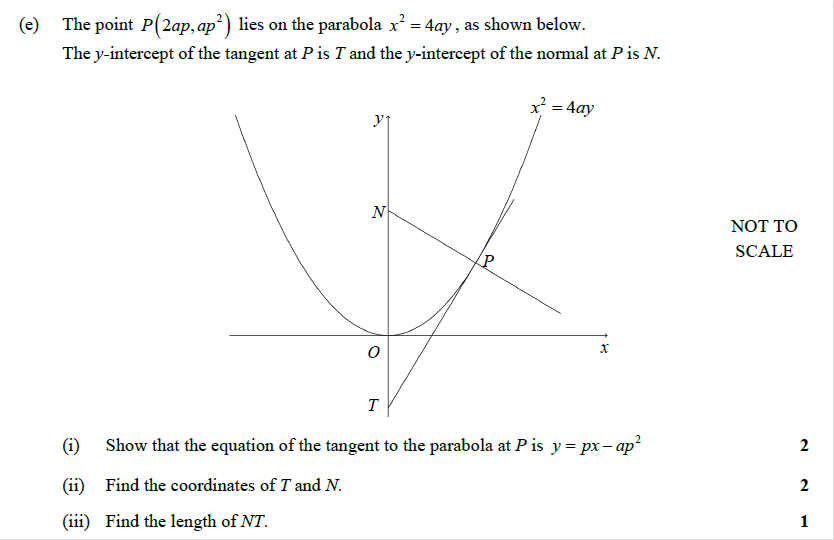 (e) The point P(2ap, ap²) lies on the parabola x² = 4ay, as shown below.
The y-intercept of the tangent at P is T and the y-intercept of the normal at P is N.
x² = 4ay
y
N
NOT TO
SCALE
P
O
x
T
(i) Show that the equation of the tangent to the parabola at P is y = px − ap² 2
(ii) Find the coordinates of T and N. 2
(iii) Find the length of NT. 1